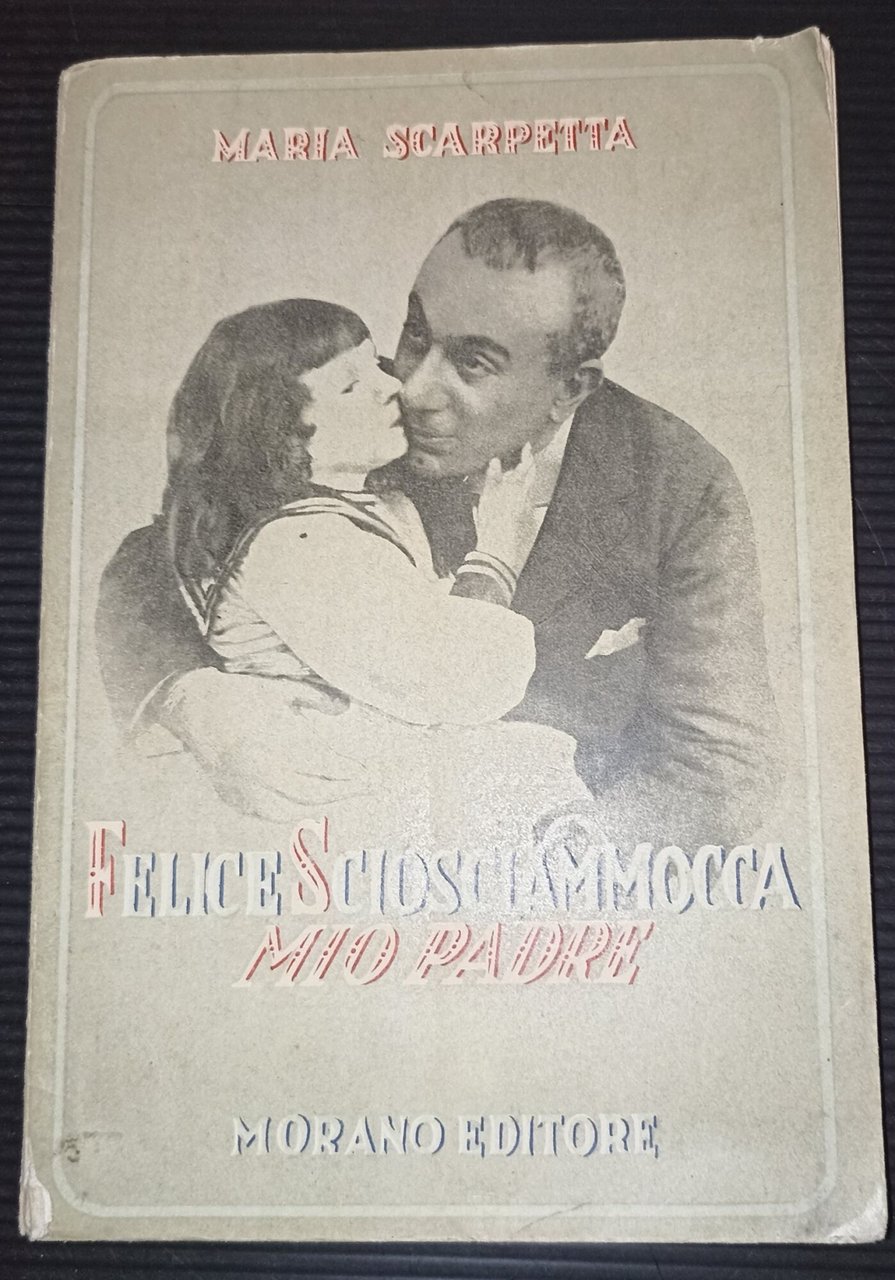 MARIA SCARPETTA
FELICE SCIOSCIAMMOCCA
MIO PADRE
MORANO EDITORE